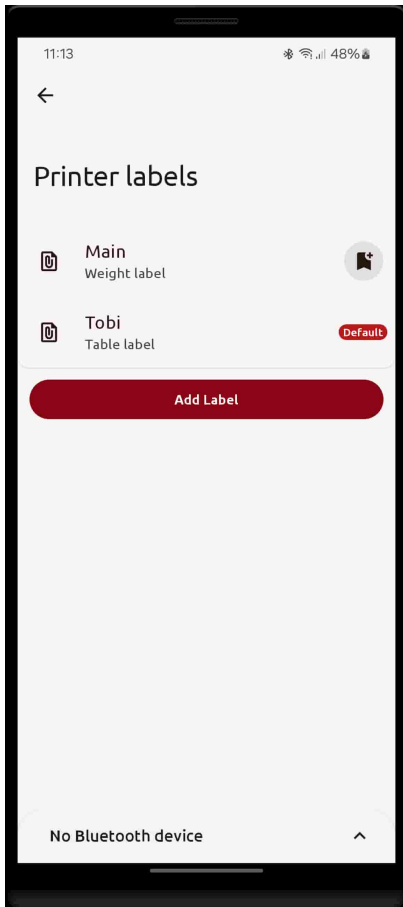 11:13
48%
Printer labels
Main
Weight label
Tobi
Table label
Default
Add Label
No Bluetooth device